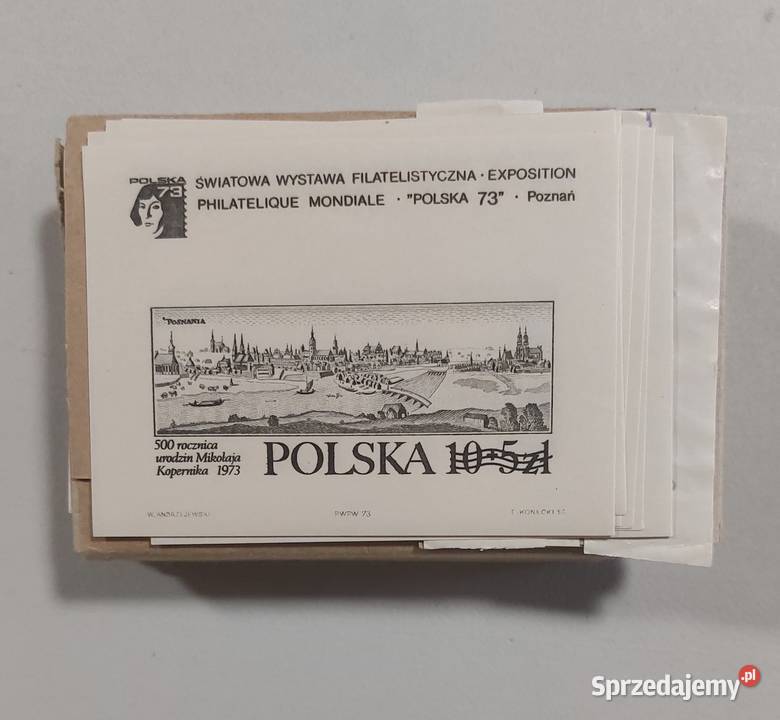 POLSKA
73
ŚWIATOWA WYSTAWA FILATELISTYCZNA · EXPOSITION
PHILATELIQUE MONDIALE · "POLSKA 73" · Poznań
POSNANIA
500 rocznica
urodzin Mikołaja
Kopernika 1973
POLSKA 10+5 zł
W. ANDRZEJEWSKI
PWPW 73
Sprzedajemy.pl